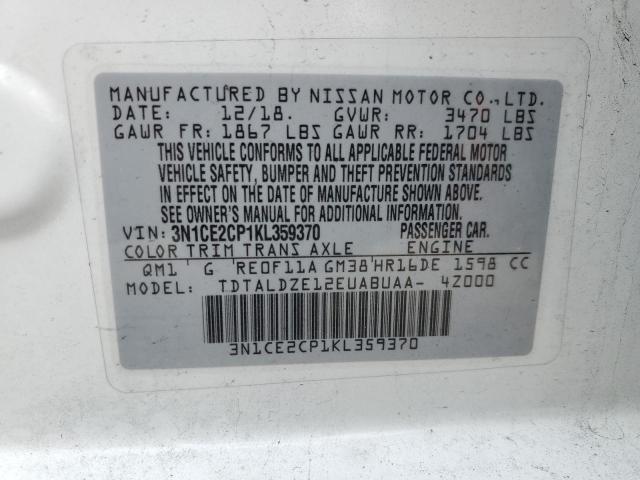 MANUFACTURED BY NISSAN MOTOR CO., LTD.
DATE: 12/18. GVWR: 3470 LBS
GAWR FR: 1867 LBS GAWR RR: 1704 LBS
THIS VEHICLE CONFORMS TO ALL APPLICABLE FEDERAL MOTOR
VEHICLE SAFETY, BUMPER AND THEFT PREVENTION STANDARDS
IN EFFECT ON THE DATE OF MANUFACTURE SHOWN ABOVE.
SEE OWNER'S MANUAL FOR ADDITIONAL INFORMATION.
VIN: 3N1CE2CP1KL359370 PASSENGER CAR.
COLOR TRIM TRANS AXLE ENGINE
QM1 G RE0F11A GM38 HR16DE 1598 CC
MODEL: TDTALDZE12EUABUAA- 4Z000
3N1CE2CP1KL359370